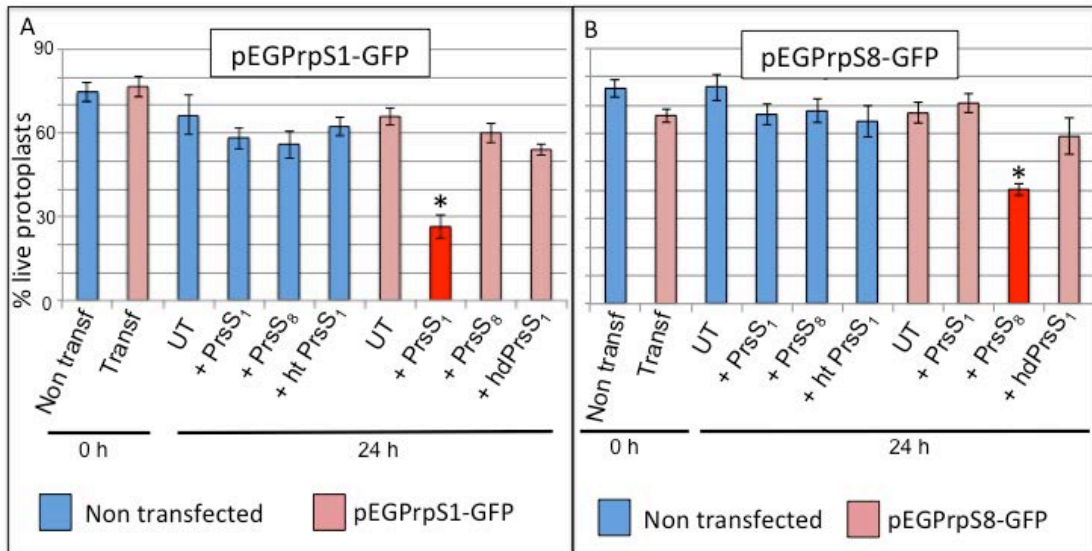 A
pEGPrpS1-GFP
% live protoplasts
90
60
30
0
Non transf
Transf
UT
+ PrsS1
+ PrsS8
+ ht PrsS1
UT
+ PrsS1
*
+ PrsS8
+ hdPrsS1
0 h
24 h
Non transfected
pEGPrpS1-GFP
B
pEGPrpS8-GFP
Non transf
Transf
UT
+ PrsS1
+ PrsS8
+ ht PrsS1
UT
+ PrsS1
+ PrsS8
*
+ hdPrsS1
0 h
24 h
Non transfected
pEGPrpS8-GFP